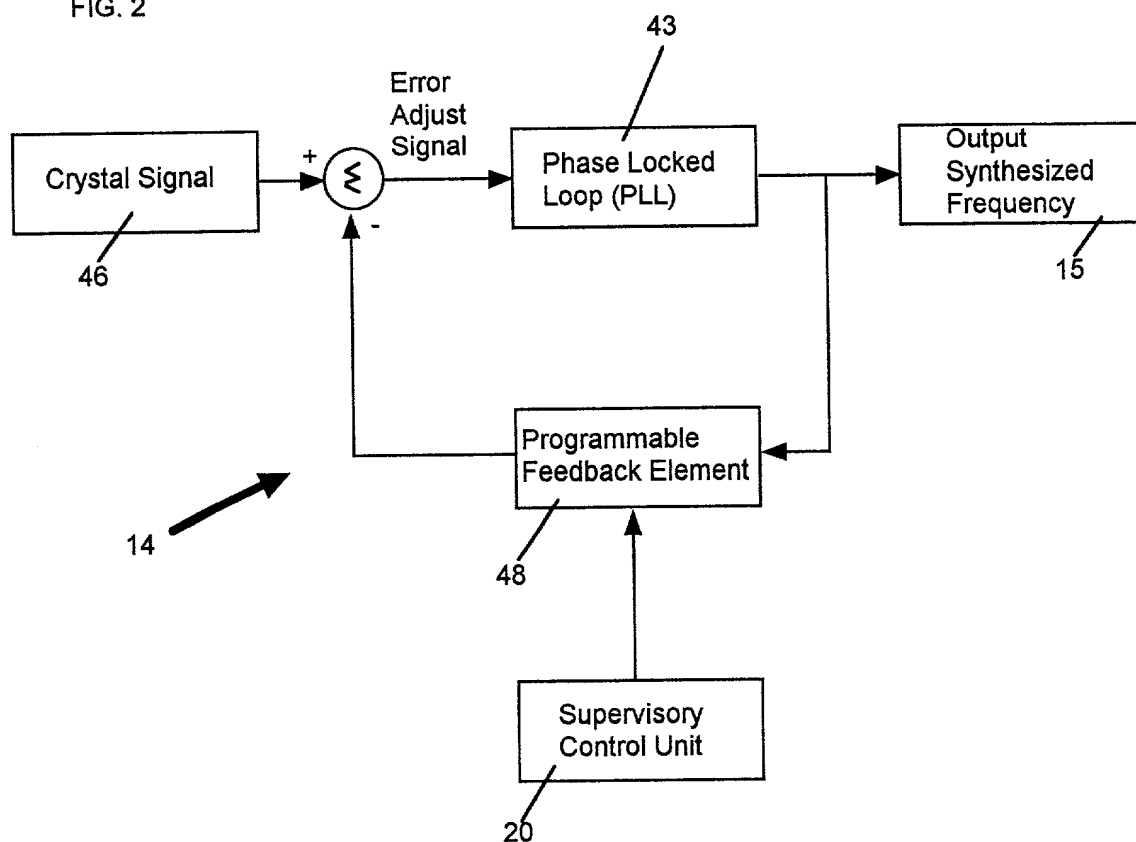 FIG. 2
43
Error
Adjust
Signal
Crystal Signal
+
Σ
-
Phase Locked
Loop (PLL)
Output
Synthesized
Frequency
46
15
Programmable
Feedback Element
14
48
Supervisory
Control Unit
20